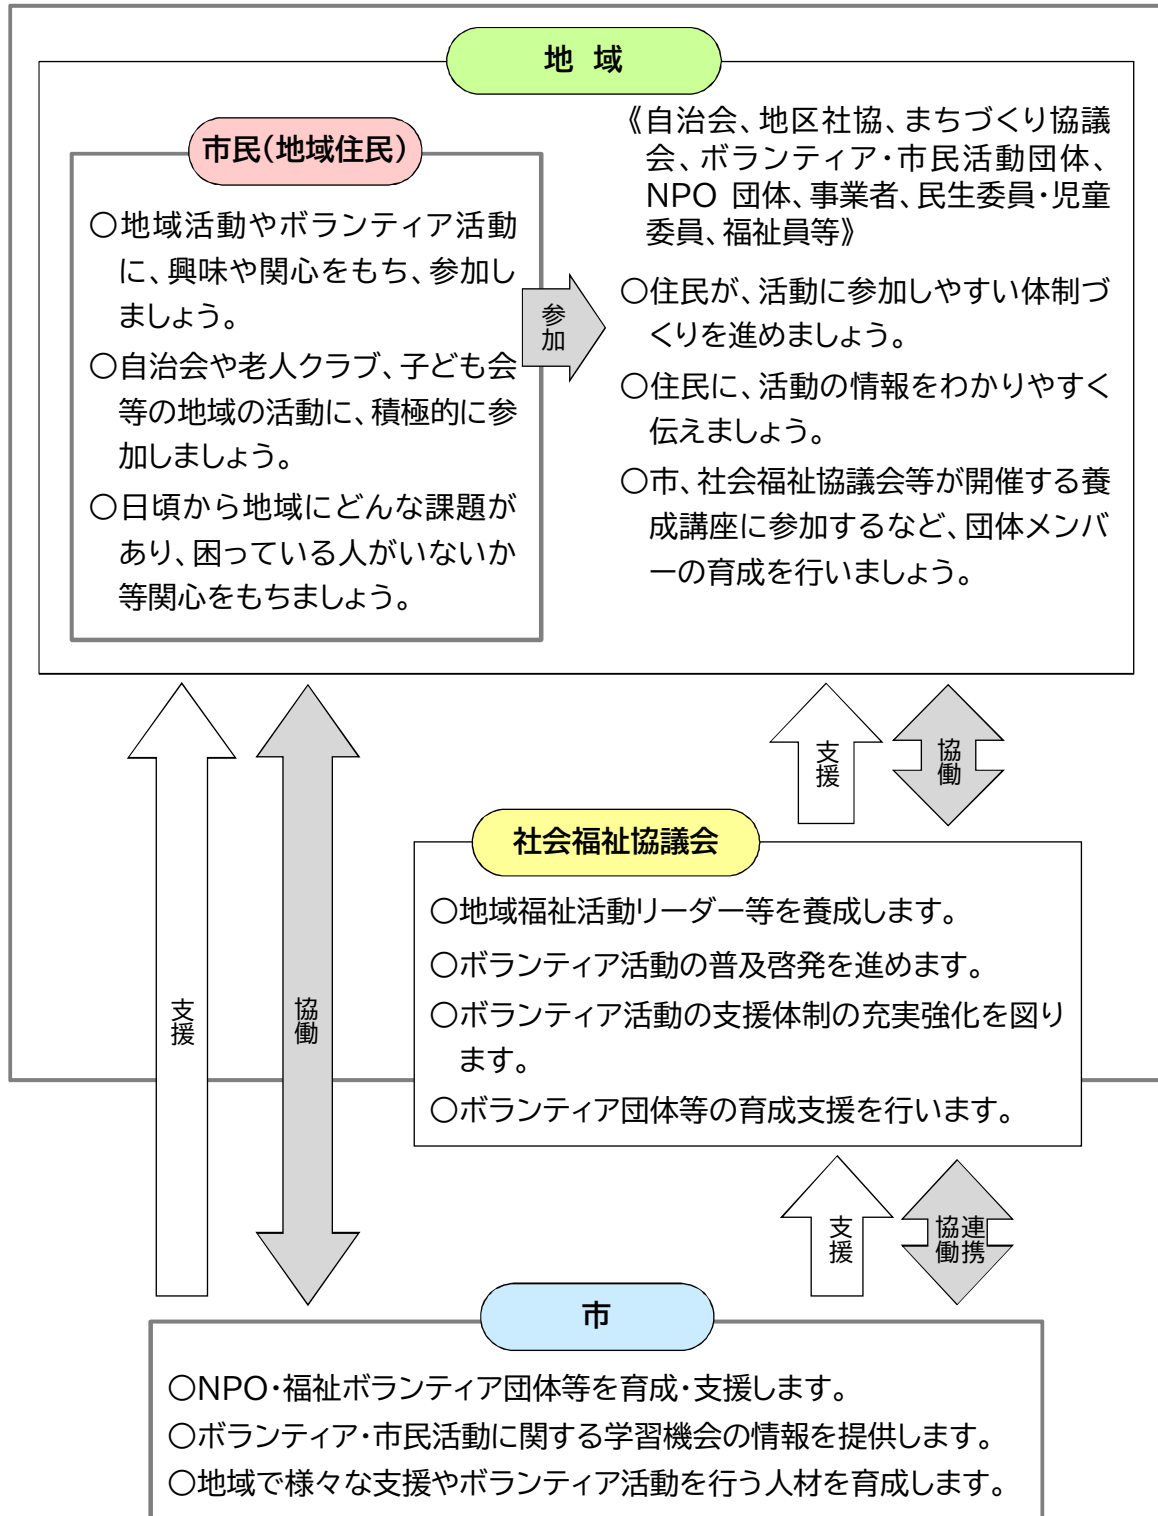 地 域
市民(地域住民)
○地域活動やボランティア活動
に、興味や関心をもち、参加し
ましょう。
○自治会や老人クラブ、子ども会
等の地域の活動に、積極的に参
加しましょう。
○日頃から地域にどんな課題が
あり、困っている人がいないか
等関心をもちましょう。
参加
《自治会、地区社協、まちづくり協議
会、ボランティア・市民活動団体、
NPO 団体、事業者、民生委員・児童
委員、福祉員等》
○住民が、活動に参加しやすい体制づ
くりを進めましょう。
○住民に、活動の情報をわかりやすく
伝えましょう。
○市、社会福祉協議会等が開催する養
成講座に参加するなど、団体メンバ
ーの育成を行いましょう。
支援
協働
支援
協働
社会福祉協議会
○地域福祉活動リーダー等を養成します。
○ボランティア活動の普及啓発を進めます。
○ボランティア活動の支援体制の充実強化を図り
ます。
○ボランティア団体等の育成支援を行います。
支援
連携
協働
市
○NPO・福祉ボランティア団体等を育成・支援します。
○ボランティア・市民活動に関する学習機会の情報を提供します。
○地域で様々な支援やボランティア活動を行う人材を育成します。